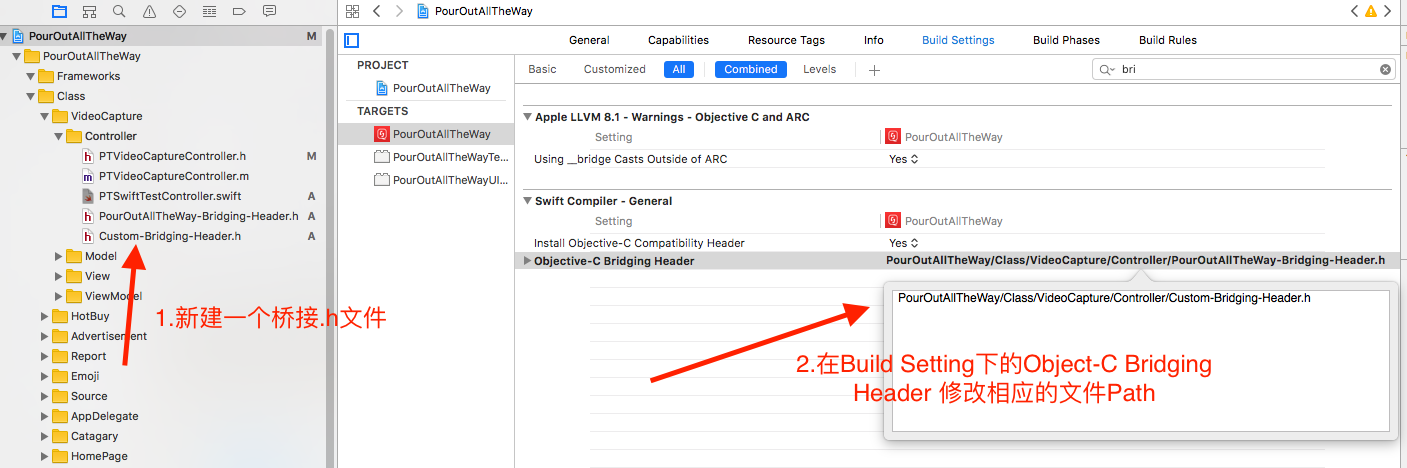 PourOutAllTheWay
PourOutAllTheWay M
General Capabilities Resource Tags Info Build Settings Build Phases Build Rules
PourOutAllTheWay
Frameworks
Class
VideoCapture
Controller
PTVideoCaptureController.h M
PTVideoCaptureController.m
PTSwiftTestController.swift A
PourOutAllTheWay-Bridging-Header.h A
Custom-Bridging-Header.h A
Model
View
ViewModel
HotBuy
Advertisement
Report
Emoji
Source
AppDelegate
Catagary
HomePage
1.新建一个桥接.h文件
PROJECT
PourOutAllTheWay
TARGETS
PourOutAllTheWay
PourOutAllTheWayTe...
PourOutAllTheWayUI...
Basic Customized All Combined Levels bri
Apple LLVM 8.1 - Warnings - Objective C and ARC
Setting PourOutAllTheWay
Using __bridge Casts Outside of ARC Yes
Swift Compiler - General
Setting PourOutAllTheWay
Install Objective-C Compatibility Header Yes
Objective-C Bridging Header PourOutAllTheWay/Class/VideoCapture/Controller/PourOutAllTheWay-Bridging-Header.h
PourOutAllTheWay/Class/VideoCapture/Controller/Custom-Bridging-Header.h
2.在Build Setting下的Object-C Bridging
Header 修改相应的文件Path